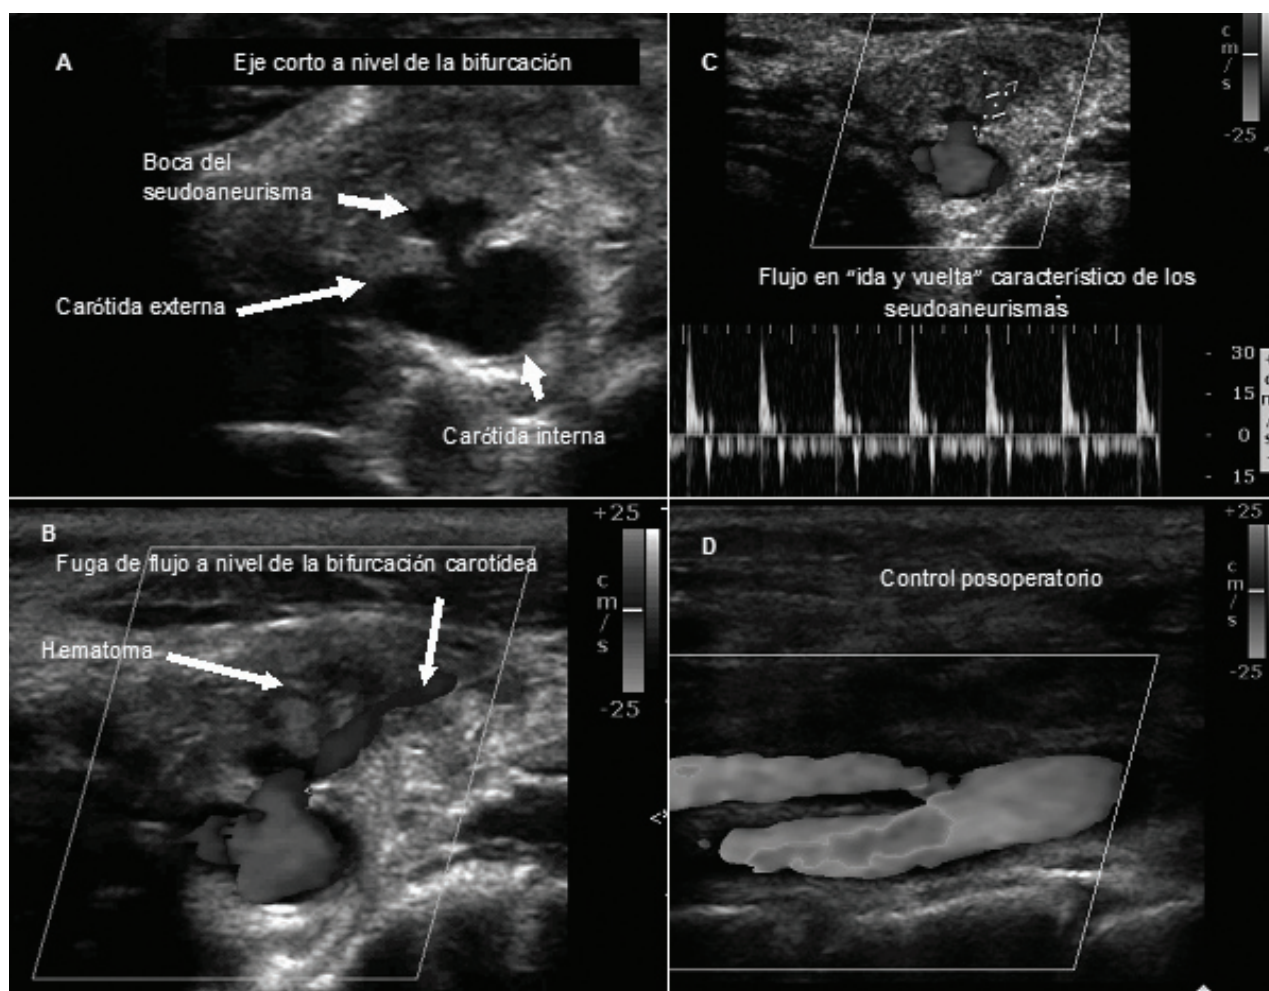 A
Eje corto a nivel de la bifurcación
Boca del
seudoaneurisma
Carótida externa
Carótida interna
C
c
m
/
s
-25
Flujo en “ida y vuelta” característico de los
seudoaneurismas
30
15
0
15
B
+25
Fuga de flujo a nivel de la bifurcación carotídea
Hematoma
c
m
/
s
-25
D
+25
Control posoperatorio
c
m
/
s
-25